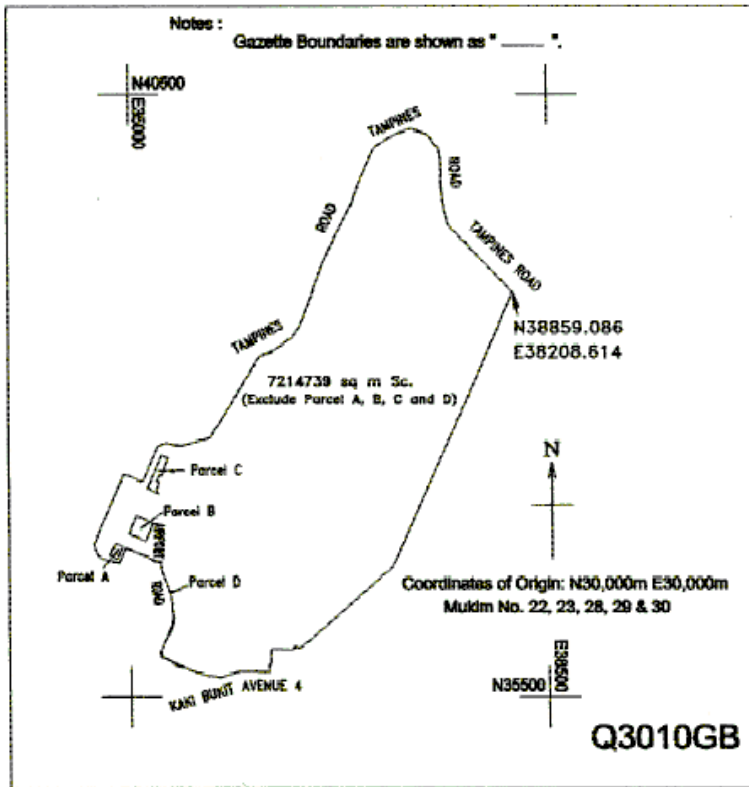 Notes :
Gazette Boundaries are shown as " —— ".
N40500
E35000
TAMPINES
ROAD
ROAD
TAMPINES ROAD
TAMPINES
N38859.086
E38208.614
7214739 sq m Sc.
(Exclude Parcel A, B, C and D)
N
Parcel C
Parcel B
AIRPORT
Parcel A
ROAD
Parcel D
Coordinates of Origin: N30,000m E30,000m
Mukim No. 22, 23, 28, 29 & 30
KAKI BUKIT AVENUE 4
N35500
E38500
Q3010GB